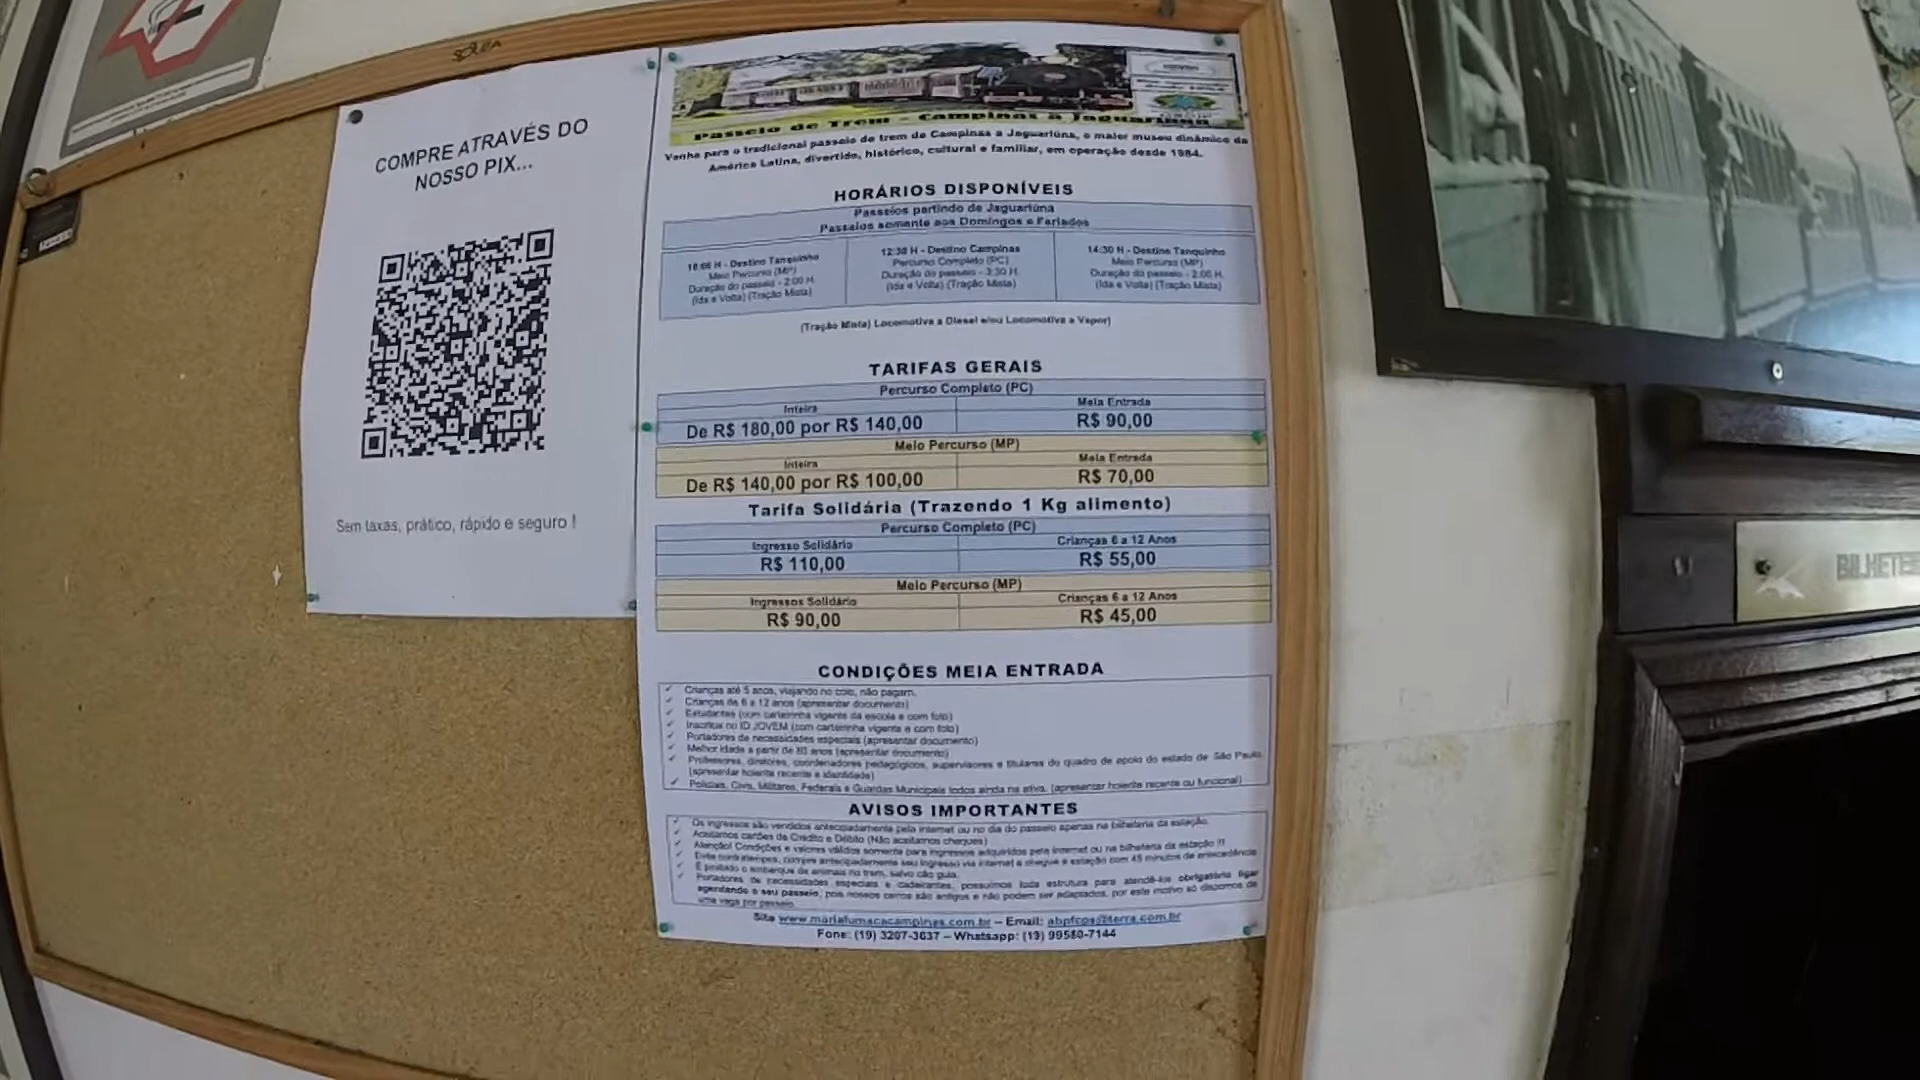 SOLDA
COMPRE ATRAVÉS DO
NOSSO PIX...
Sem taxas, prático, rápido e seguro !
Passeio de Trem - Campinas a Jaguariúna
Venha para o tradicional passeio de trem de Campinas a Jaguariúna, o maior museu dinâmico da
América Latina, divertido, histórico, cultural e familiar, em operação desde 1984.
HORÁRIOS DISPONÍVEIS
Passeios partindo de Jaguariúna
Passeios somente aos Domingos e Feriados
H - Destino Tanquinho
Meio Percurso (MP)
Duração do passeio - 2:00 H.
(Ida e Volta) (Tração Mista)
12:30 H - Destino Campinas
Percurso Completo (PC)
Duração do passeio - 3:30 H.
(Ida e Volta) (Tração Mista)
14:30 H - Destino Tanquinho
Meio Percurso (MP)
Duração do passeio - 2:00 H.
(Ida e Volta) (Tração Mista)
(Tração Mista) Locomotiva a Diesel e/ou Locomotiva a Vapor)
TARIFAS GERAIS
Percurso Completo (PC)
Inteira
Meia Entrada
De R$ 180,00 por R$ 140,00
R$ 90,00
Meio Percurso (MP)
Inteira
Meia Entrada
De R$ 140,00 por R$ 100,00
R$ 70,00
Tarifa Solidária (Trazendo 1 Kg alimento)
Percurso Completo (PC)
Ingresso Solidário
Crianças 6 a 12 Anos
R$ 110,00
R$ 55,00
Meio Percurso (MP)
Ingressos Solidário
Crianças 6 a 12 Anos
R$ 90,00
R$ 45,00
CONDIÇÕES MEIA ENTRADA
Crianças até 5 anos, viajando no colo, não pagam.
Crianças de 6 a 12 anos (apresentar documento)
Estudantes (com carteirinha vigente da escola e com foto)
Inscritos no ID JOVEM (com carteirinha vigente e com foto)
Portadores de necessidades especiais (apresentar documento)
Melhor idade a partir de 60 anos (apresentar documento)
Professores, diretores, coordenadores pedagógicos, supervisores e titulares do quadro de apoio do estado de São Paulo
(apresentar holerite recente e identidade)
Policiais, Civis, Militares, Federais e Guardas Municipais todos ainda na ativa. (apresentar holerite recente ou funcional)
AVISOS IMPORTANTES
Os ingressos são vendidos antecipadamente pela internet ou no dia do passeio apenas na bilheteria da estação.
Aceitamos cartões de Crédito e Débito (Não aceitamos cheques)
Atenção! Condições e valores válidos somente para ingressos adquiridos pela internet ou na bilheteria da estação !!!
Evite contratempos, compre antecipadamente seu ingresso via internet e chegue a estação com 45 minutos de antecedência
É proibido o embarque de animais no trem, salvo cão guia.
Portadores de necessidades especiais e cadeirantes, possuímos toda estrutura para atendê-los obrigatório ligar
agendando o seu passeio, pois nossos carros são antigos e não podem ser adaptados, por este motivo só dispomos de
uma vaga por passeio.
Site www.mariafumacacampinas.com.br – Email: abpfcps@terra.com.br
Fone: (19) 3207-3637 – Whatsapp: (19) 99580-7144